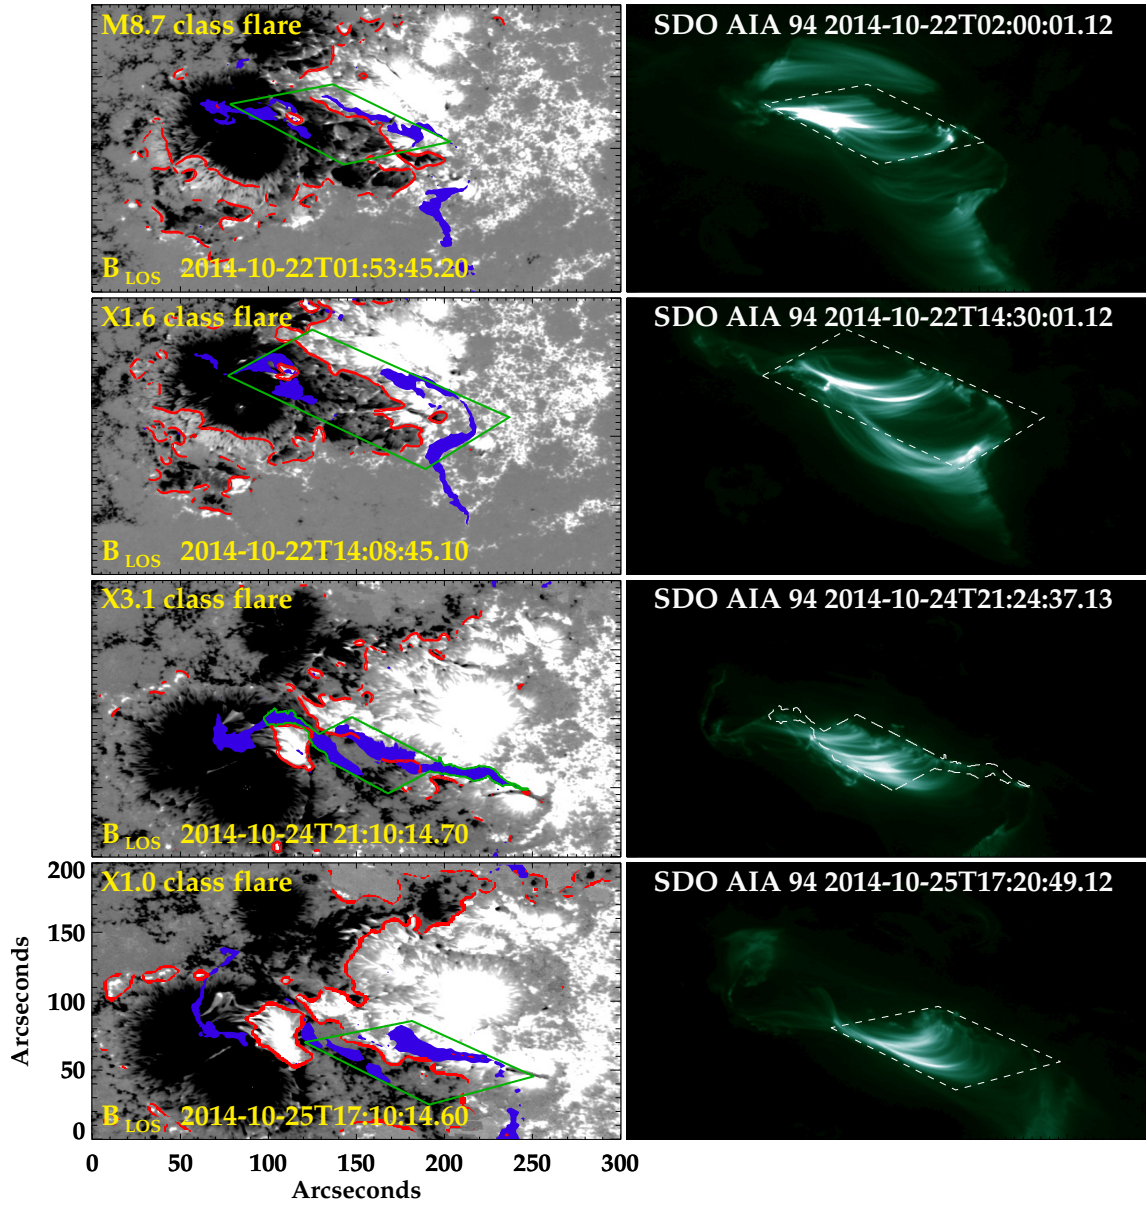 M8.7 class flare
SDO AIA 94 2014-10-22T02:00:01.12
B LOS 2014-10-22T01:53:45.20
X1.6 class flare
SDO AIA 94 2014-10-22T14:30:01.12
B LOS 2014-10-22T14:08:45.10
X3.1 class flare
SDO AIA 94 2014-10-24T21:24:37.13
B LOS 2014-10-24T21:10:14.70
X1.0 class flare
SDO AIA 94 2014-10-25T17:20:49.12
B LOS 2014-10-25T17:10:14.60
200
150
100
50
0
Arcseconds
0 50 100 150 200 250 300
Arcseconds